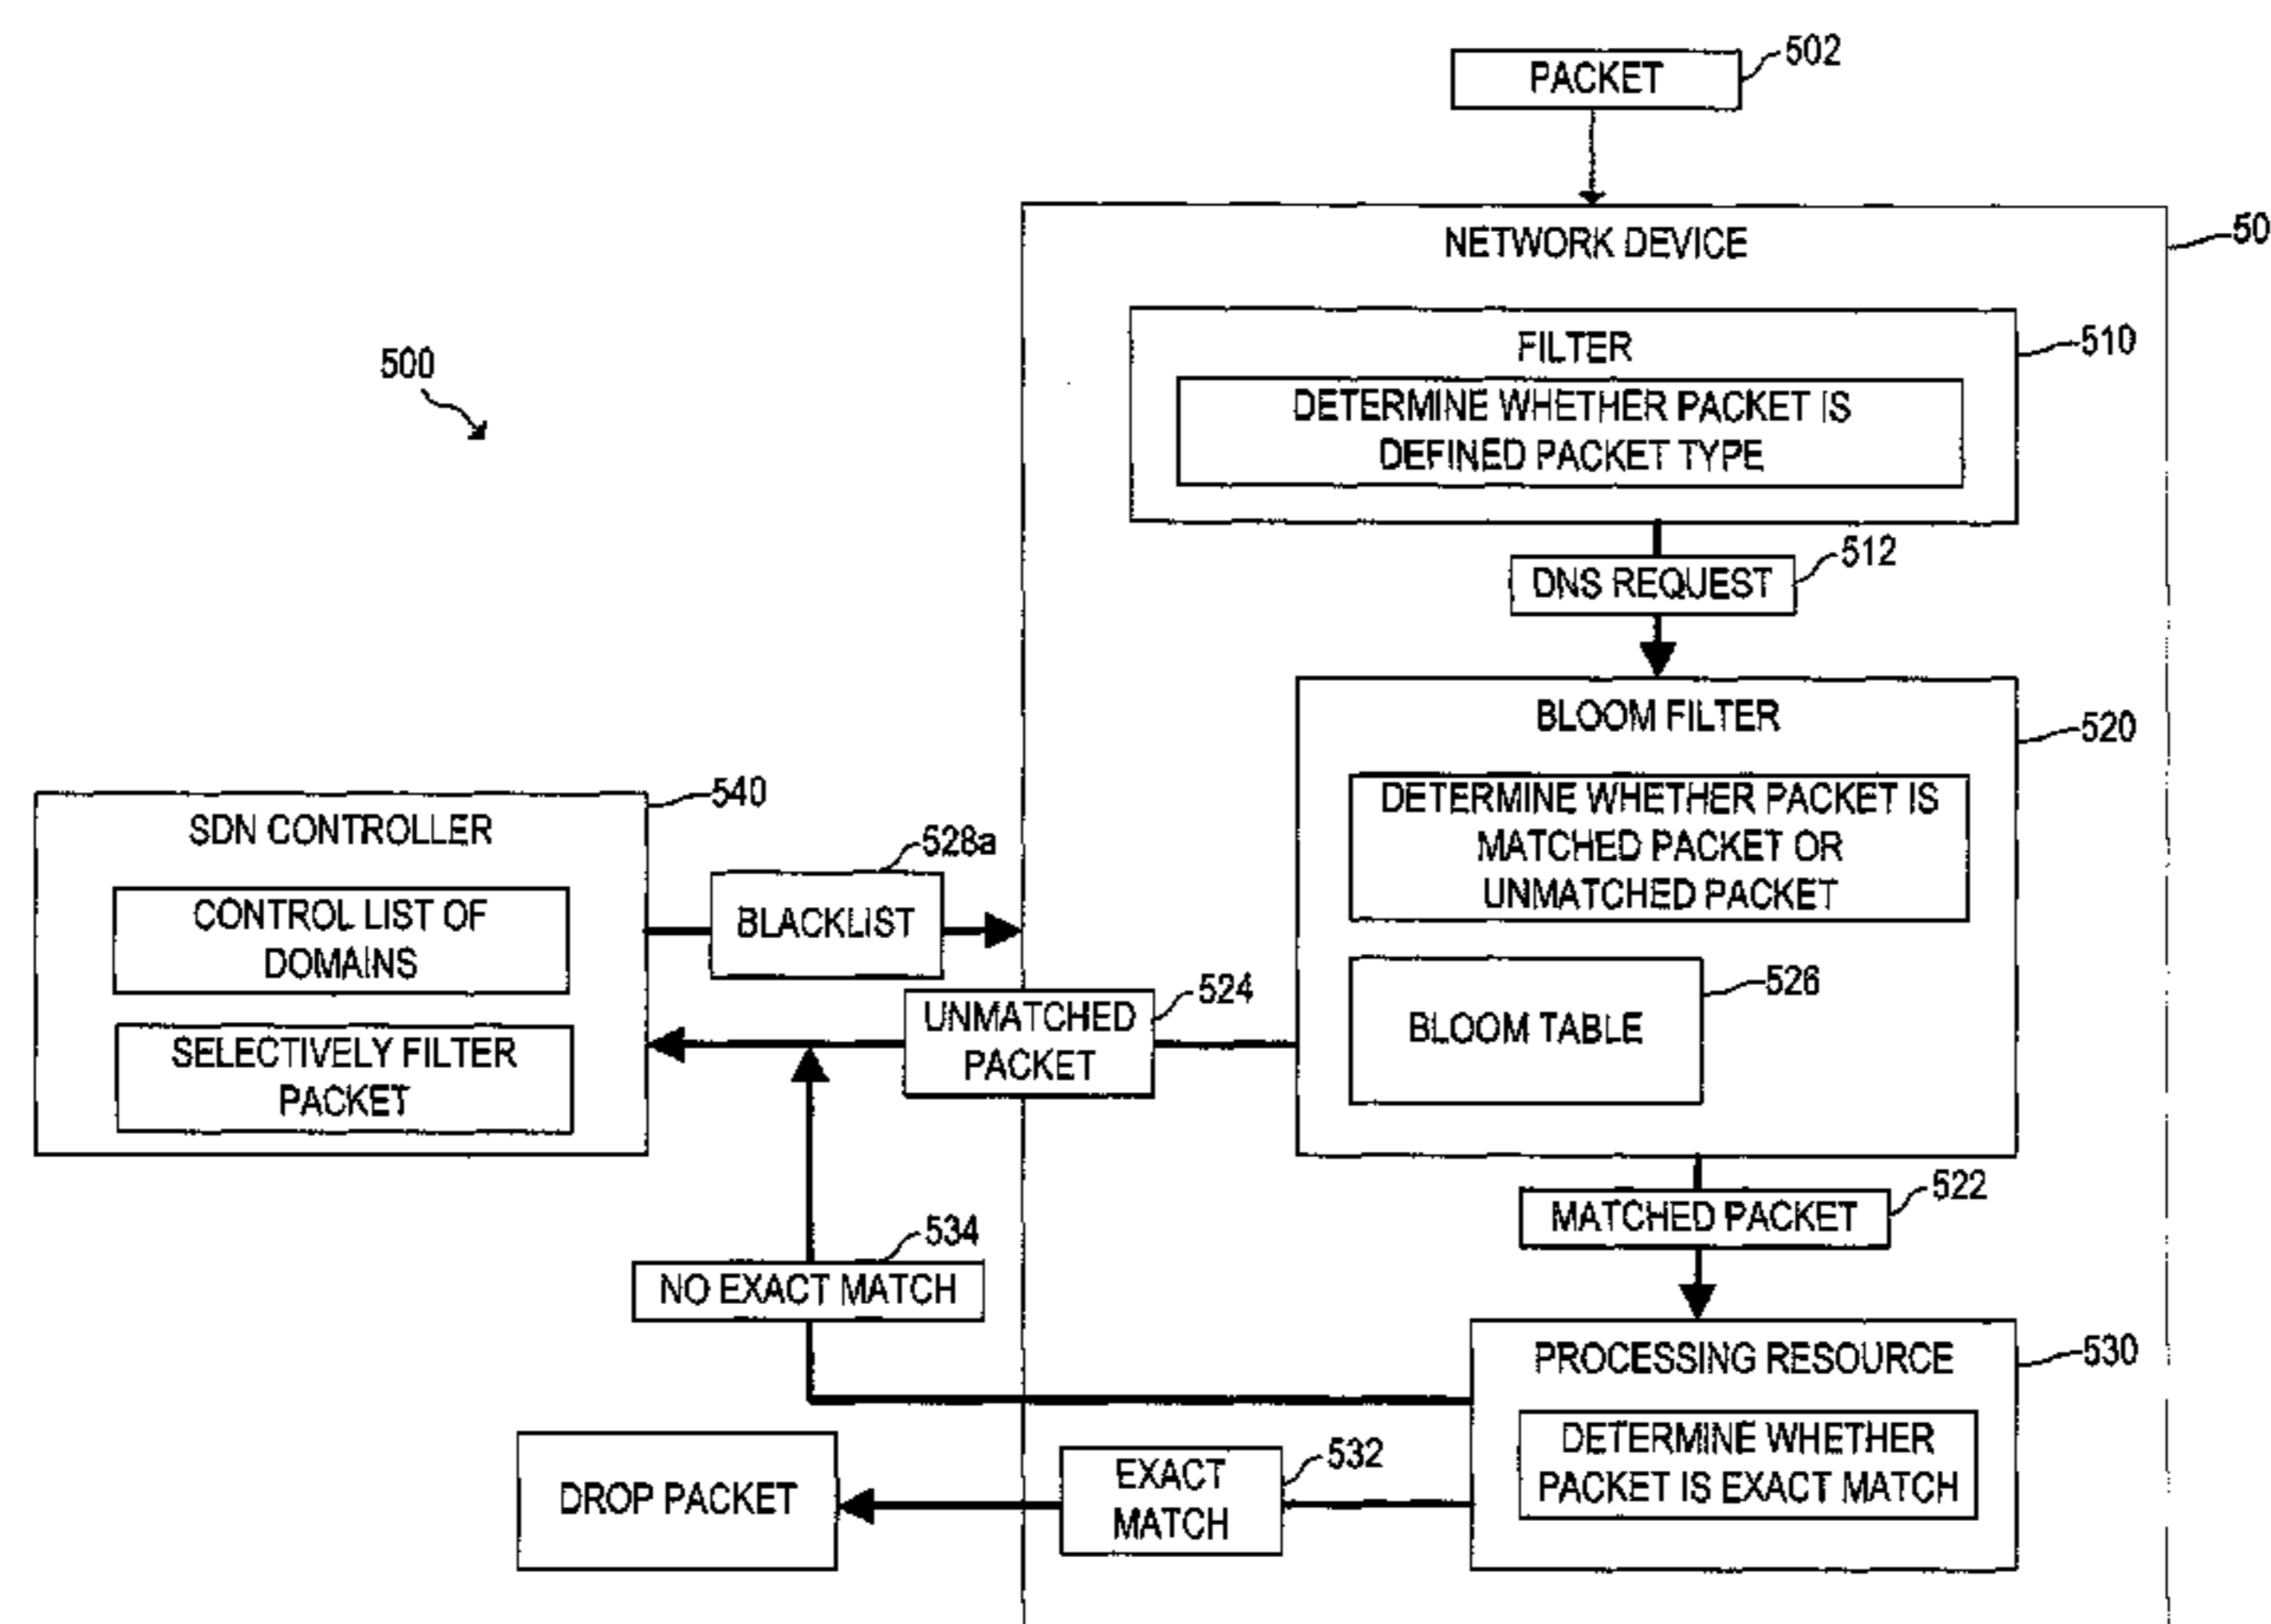 PACKET
502
NETWORK DEVICE
50
500
FILTER
510
DETERMINE WHETHER PACKET IS
DEFINED PACKET TYPE
DNS REQUEST
512
BLOOM FILTER
520
DETERMINE WHETHER PACKET IS
MATCHED PACKET OR
UNMATCHED PACKET
BLOOM TABLE
526
SDN CONTROLLER
540
CONTROL LIST OF
DOMAINS
SELECTIVELY FILTER
PACKET
BLACKLIST
528a
UNMATCHED
PACKET
524
MATCHED PACKET
522
NO EXACT MATCH
534
PROCESSING RESOURCE
530
DETERMINE WHETHER
PACKET IS EXACT MATCH
EXACT
MATCH
532
DROP PACKET